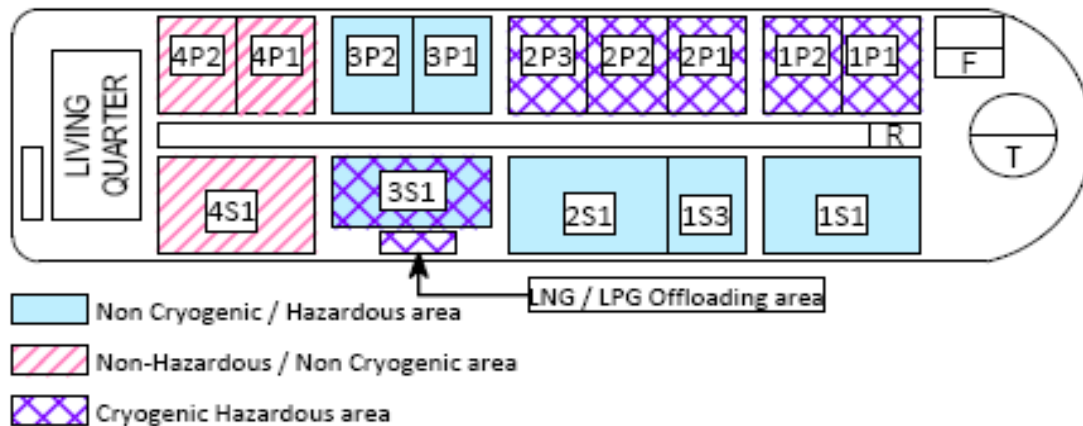 4P2 4P1 3P2 3P1 2P3 2P2 2P1 1P2 1P1
F
LIVING
QUARTER
R
T
4S1 3S1 2S1 1S3 1S1
LNG / LPG Offloading area
Non Cryogenic / Hazardous area
Non-Hazardous / Non Cryogenic area
Cryogenic Hazardous area